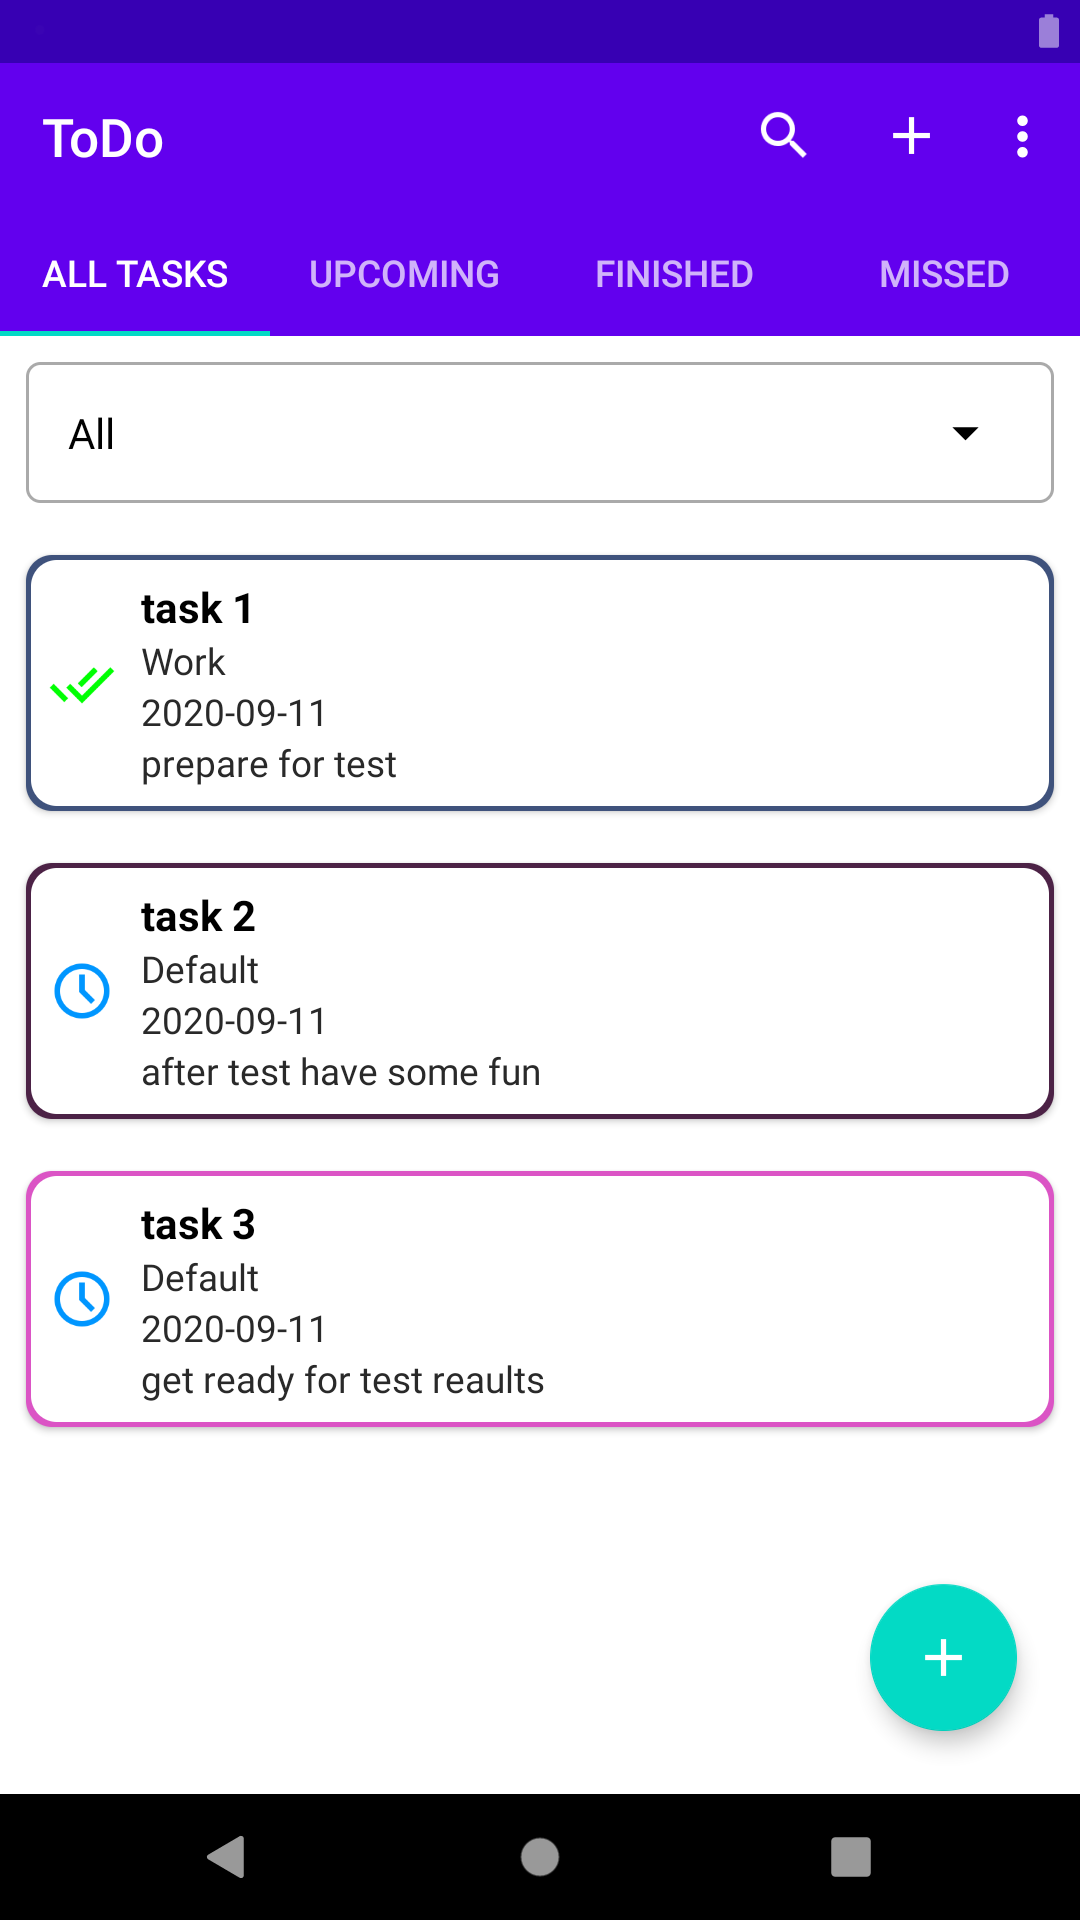 ToDo
ALL TASKS UPCOMING FINISHED MISSED
All
task 1
Work
2020-09-11
prepare for test
task 2
Default
2020-09-11
after test have some fun
task 3
Default
2020-09-11
get ready for test reaults